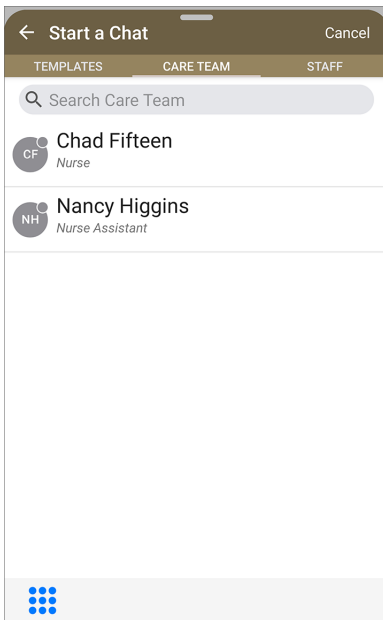 Start a Chat
Cancel
TEMPLATES
CARE TEAM
STAFF
Search Care Team
CF
Chad Fifteen
Nurse
NH
Nancy Higgins
Nurse Assistant